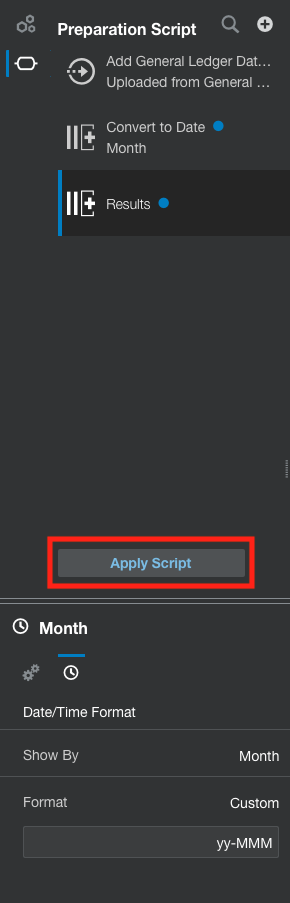 Preparation Script
Add General Ledger Dat...
Uploaded from General ...
Convert to Date
Month
Results
Apply Script
Month
Date/Time Format
Show By Month
Format Custom
yy-MMM